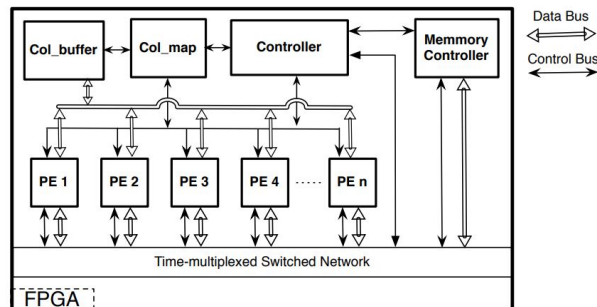 Col_buffer
Col_map
Controller
Memmory
Controller
Data Bus
Control Bus
PE 1
PE 2
PE 3
PE 4
......
PE n
Time-multiplexed Switched Network
FPGA